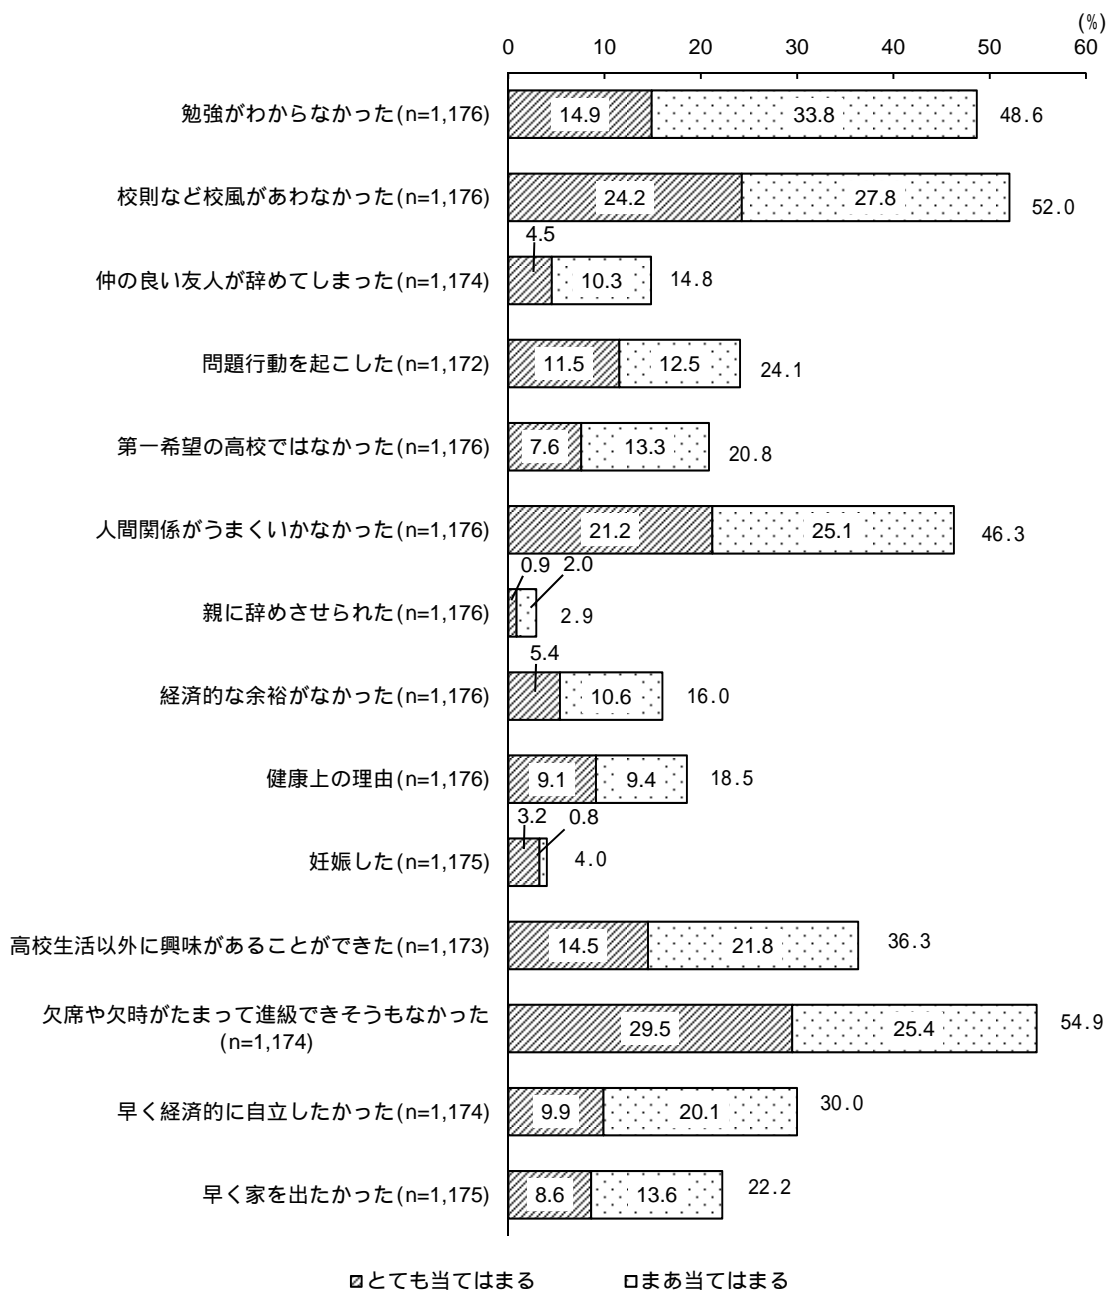 (%)
0 10 20 30 40 50 60
勉強がわからなかった(n=1,176) 14.9 33.8 48.6
校則など校風があわなかった(n=1,176) 24.2 27.8 52.0
4.5
仲の良い友人が辞めてしまった(n=1,174) 10.3 14.8
問題行動を起こした(n=1,172) 11.5 12.5 24.1
第一希望の高校ではなかった(n=1,176) 7.6 13.3 20.8
人間関係がうまくいかなかった(n=1,176) 21.2 25.1 46.3
0.9 2.0
親に辞めさせられた(n=1,176) 2.9
5.4
経済的な余裕がなかった(n=1,176) 10.6 16.0
健康上の理由(n=1,176) 9.1 9.4 18.5
3.2 0.8
妊娠した(n=1,175) 4.0
高校生活以外に興味があることができた(n=1,173) 14.5 21.8 36.3
欠席や欠時がたまって進級できそうもなかった
(n=1,174) 29.5 25.4 54.9
早く経済的に自立したかった(n=1,174) 9.9 20.1 30.0
早く家を出たかった(n=1,175) 8.6 13.6 22.2
とても当てはまる まあ当てはまる